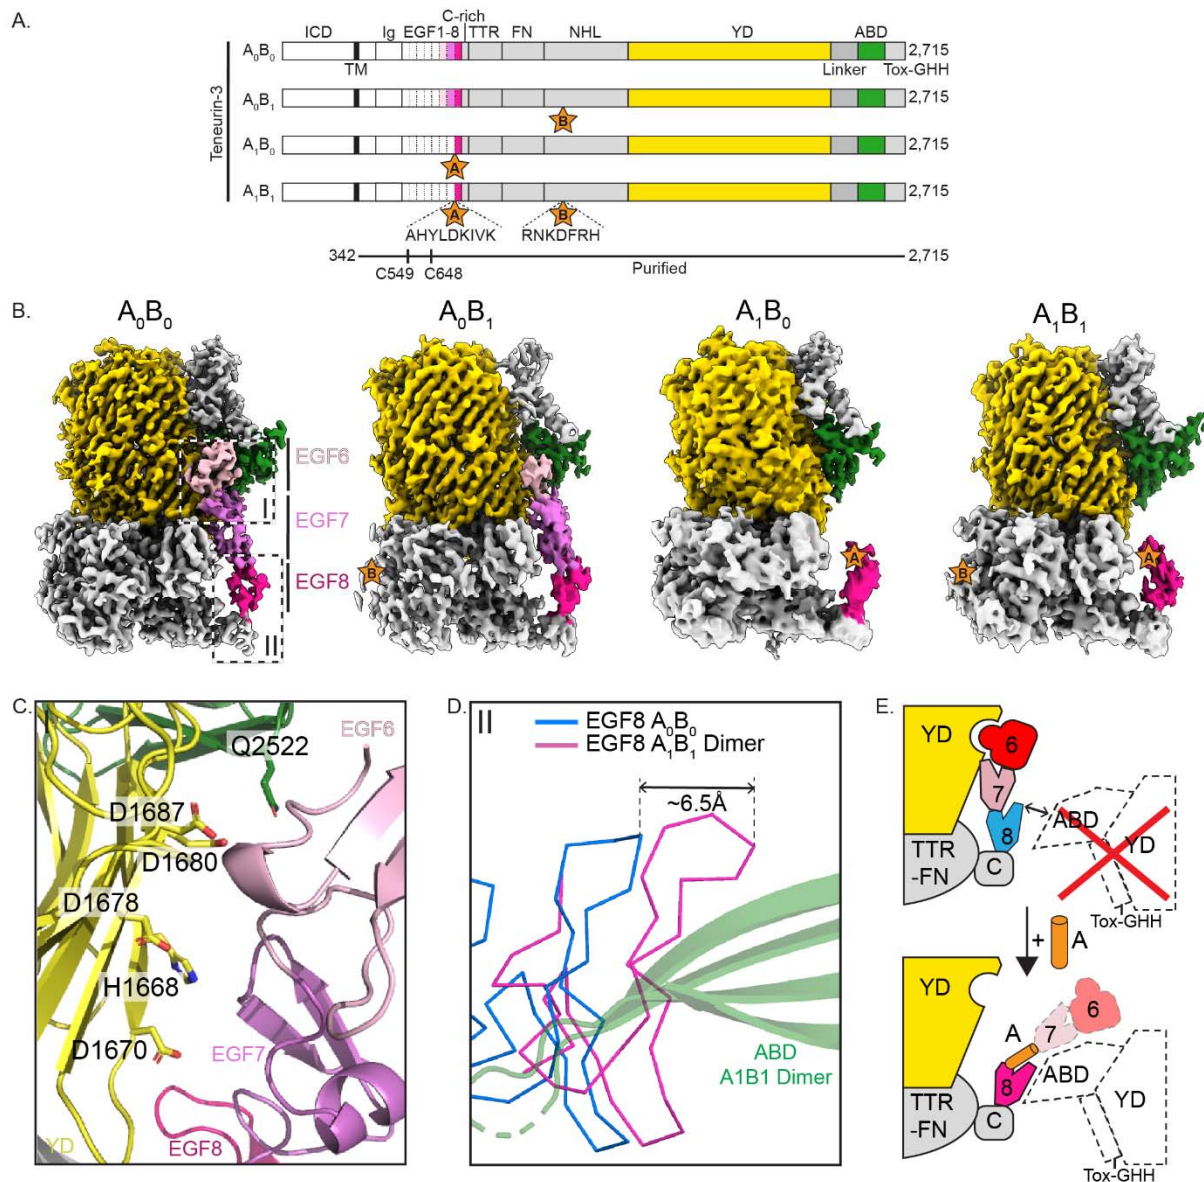 A.
C-rich
ICD Ig EGF1-8 TTR FN NHL YD ABD
Teneurin-3
A₀B₀ 2,715
TM Linker Tox-GHH
A₀B₁ 2,715
B
A₁B₀ 2,715
A
A₁B₁ 2,715
A B
AHYLDKIVK RNKDFRH
342 2,715
C549 C648 Purified
B.
A₀B₀ A₀B₁ A₁B₀ A₁B₁
EGF6
I
EGF7
EGF8
B A B A
II
C.
I
Q2522
EGF6
D1687
D1680
D1678
H1668
D1670
EGF7
YD
EGF8
D.
II
EGF8 A₀B₀
EGF8 A₁B₁ Dimer
~6.5Å
ABD
A1B1 Dimer
E.
YD
6
7
8
ABD
YD
TTR
-FN
C
Tox-GHH
+ A
YD
6
7
A
8
ABD
YD
TTR
-FN
C
Tox-GHH